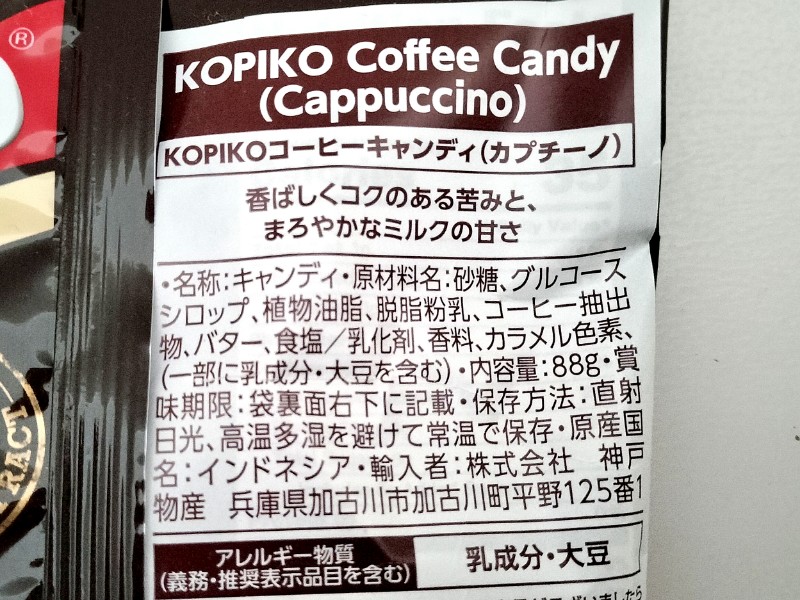 ®
KOPIKO Coffee Candy
(Cappuccino)
KOPIKOコーヒーキャンディ(カプチーノ)
香ばしくコクのある苦みと、
まろやかなミルクの甘さ
・名称:キャンディ・原材料名:砂糖、グルコース
シロップ、植物油脂、脱脂粉乳、コーヒー抽出
物、バター、食塩/乳化剤、香料、カラメル色素、
(一部に乳成分・大豆を含む)・内容量:88g・賞
味期限:袋裏面右下に記載・保存方法:直射
日光、高温多湿を避けて常温で保存・原産国
名:インドネシア・輸入者:株式会社 神戸
物産 兵庫県加古川市加古川町平野125番1
アレルギー物質
(義務・推奨表示品目を含む)
乳成分・大豆
RACT